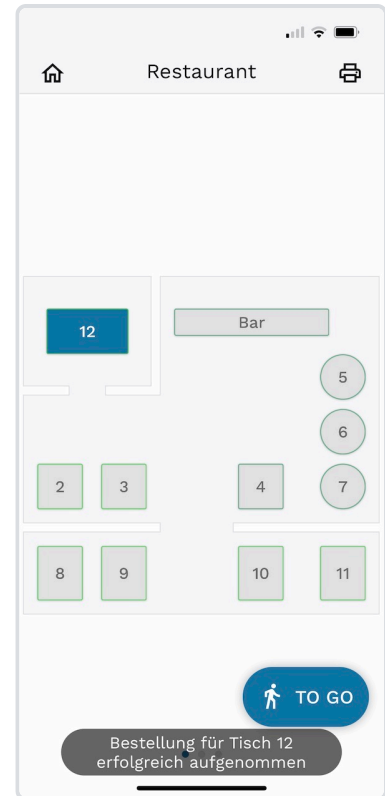 Restaurant
12
Bar
5
6
2
3
4
7
8
9
10
11
TO GO
Bestellung für Tisch 12
erfolgreich aufgenommen